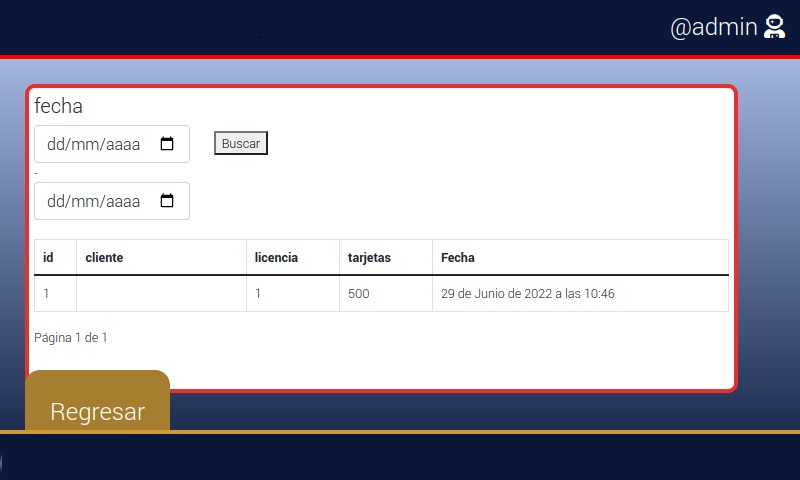 @admin
fecha
dd/mm/aaaa
Buscar
-
dd/mm/aaaa
id cliente licencia tarjetas Fecha
1 1 500 29 de Junio de 2022 a las 10:46
Página 1 de 1
Regresar